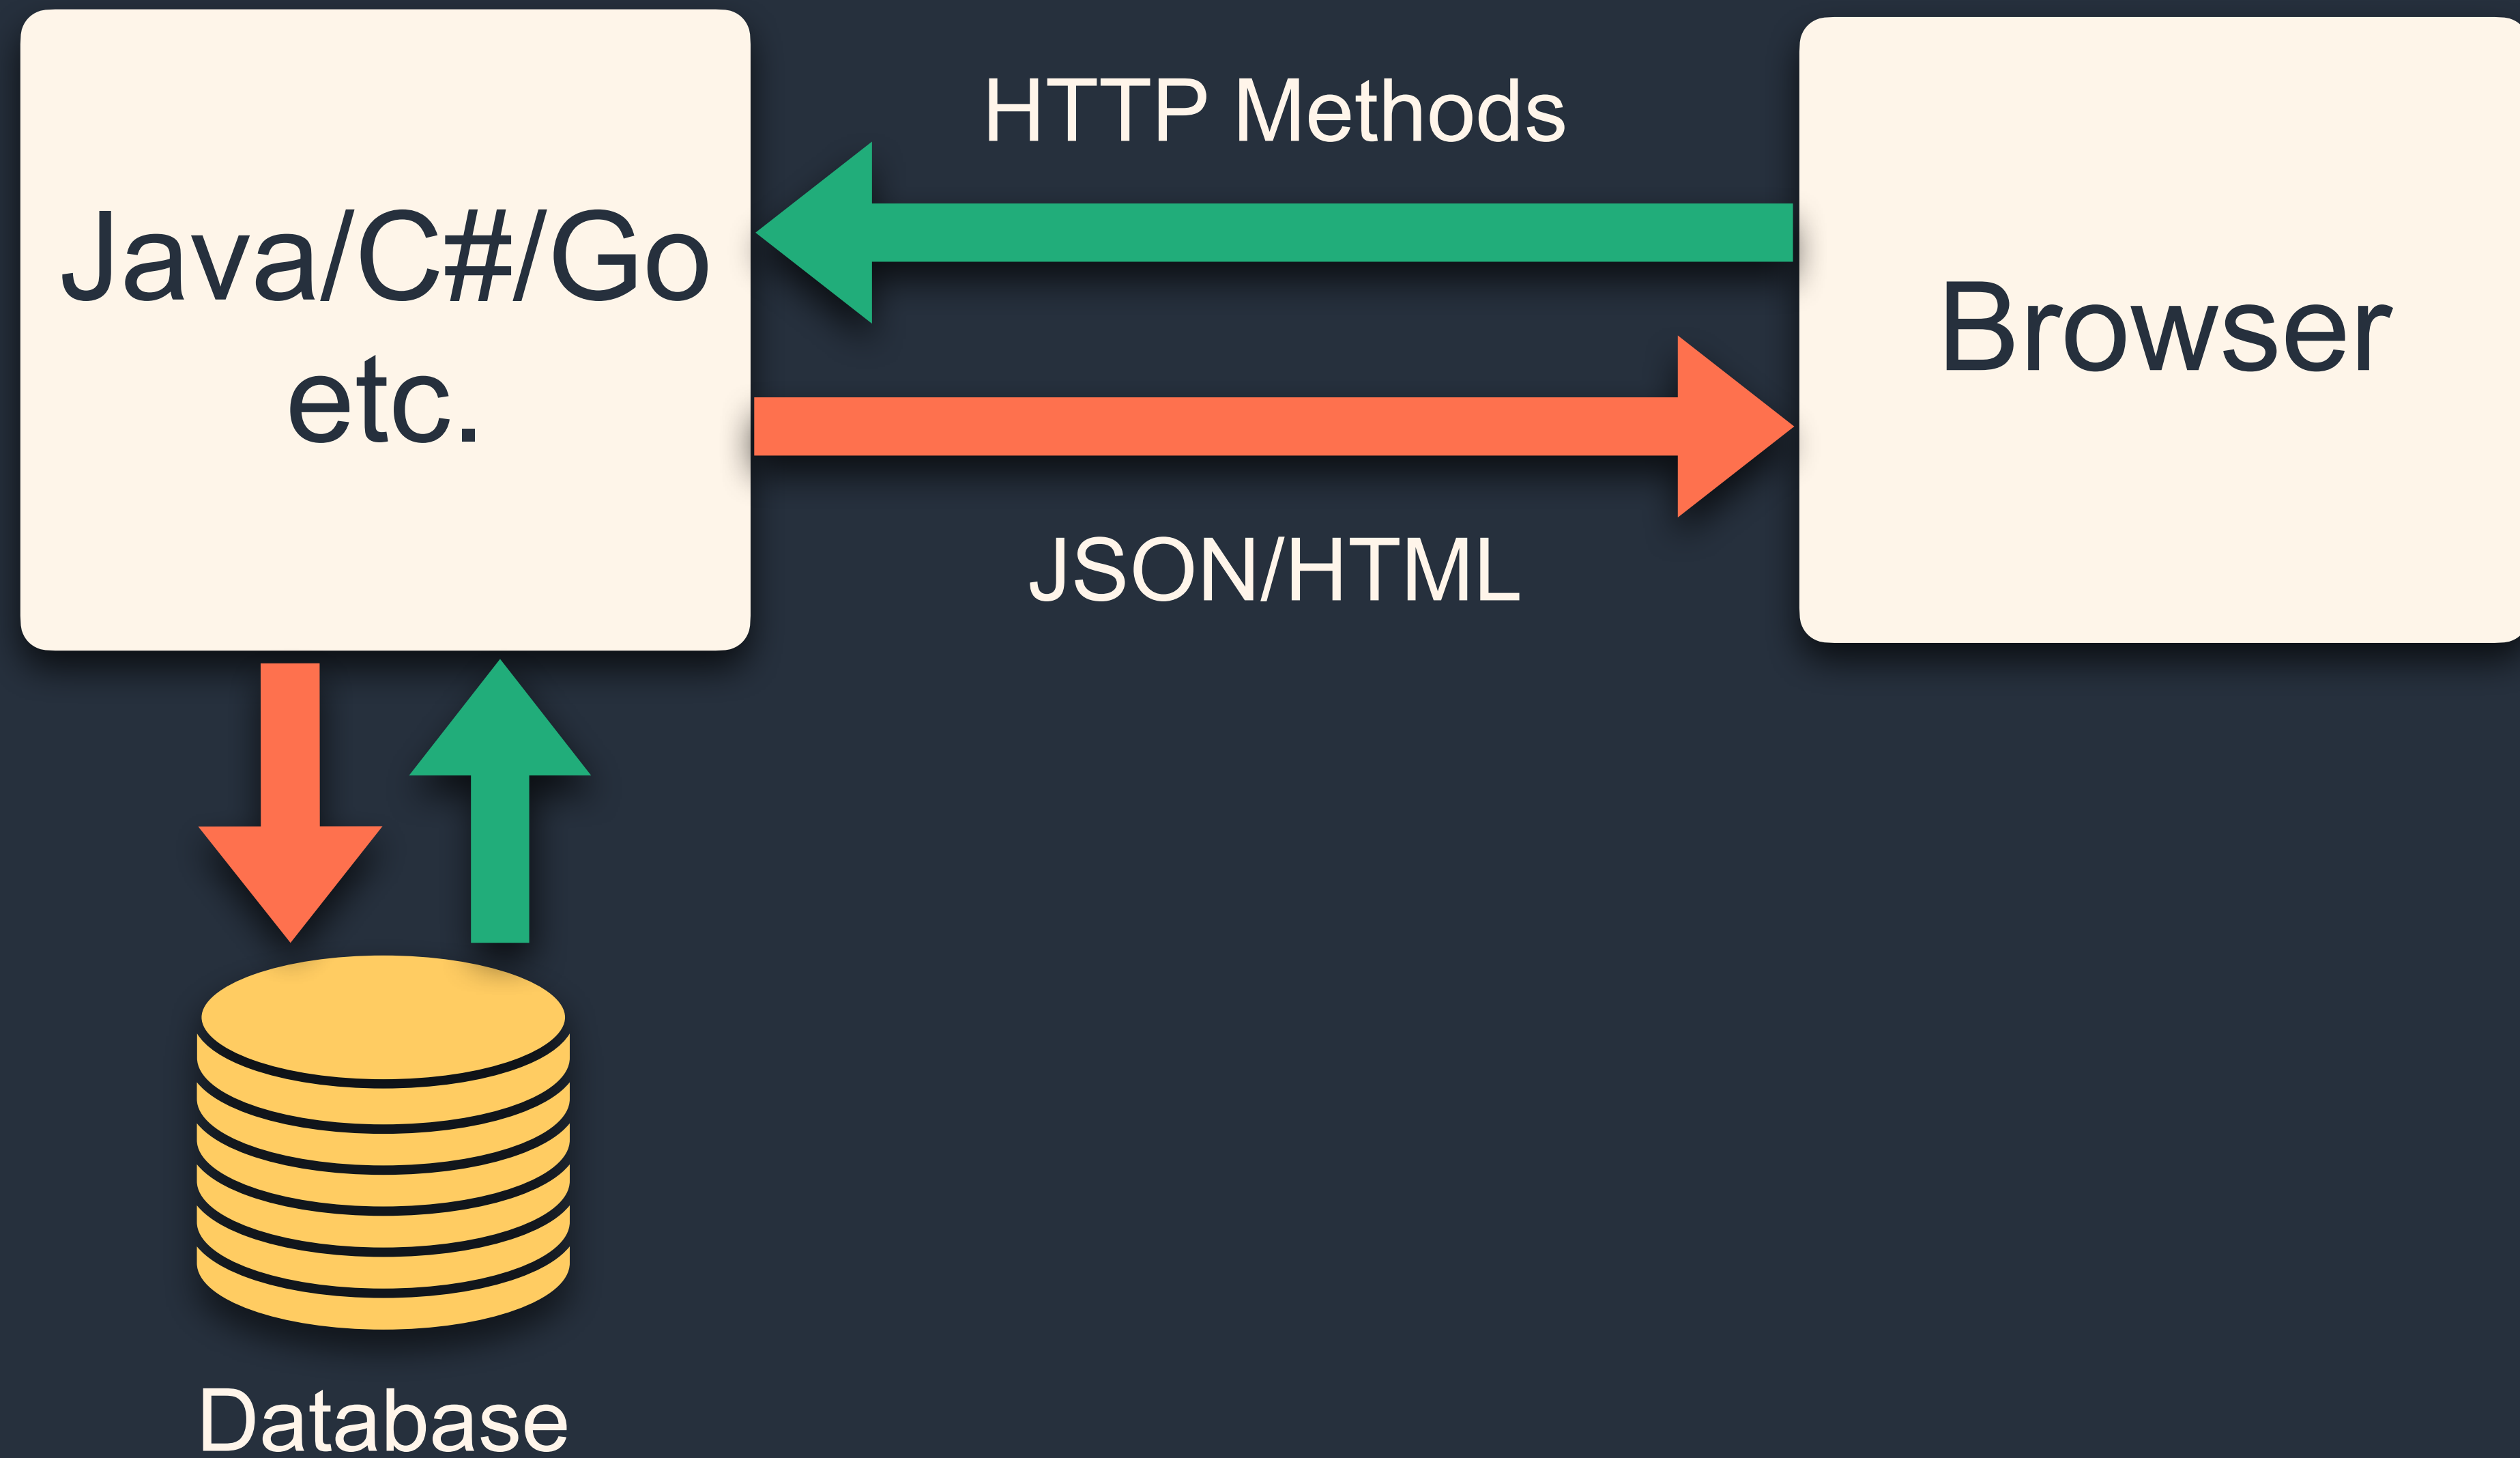 Java/C#/Go
etc.
HTTP Methods
JSON/HTML
Browser
Database